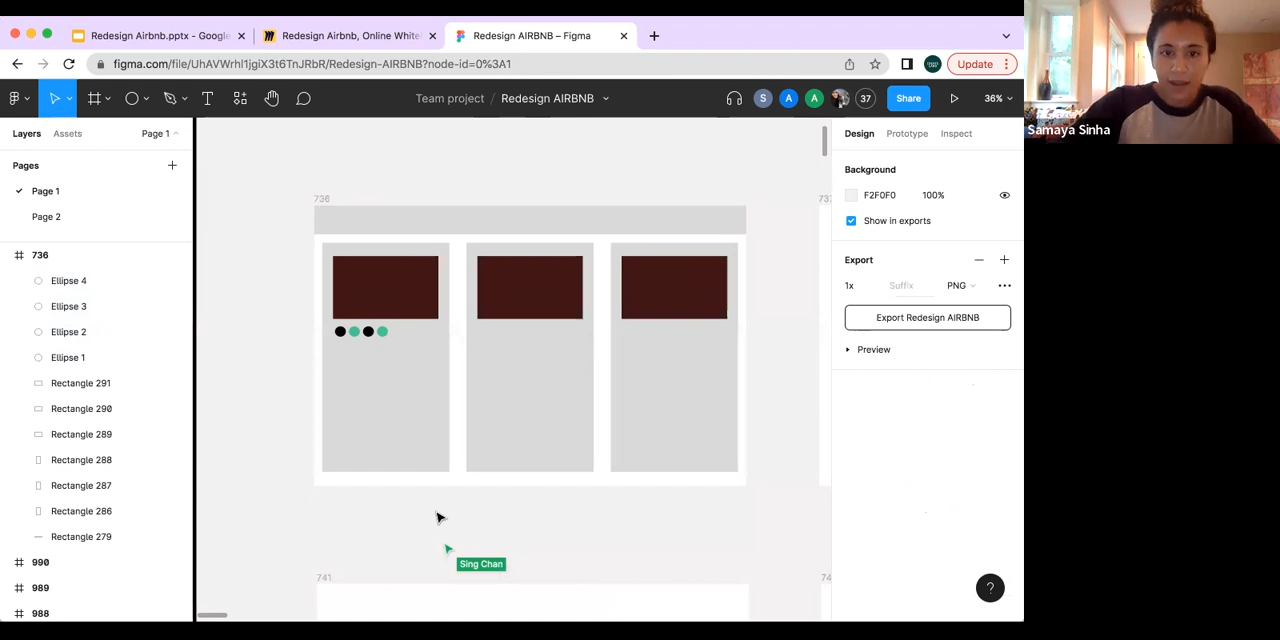 Redesign Airbnb.pptx - Google
Redesign Airbnb, Online White
Redesign AIRBNB – Figma
figma.com/file/UhAVWrhl1jgiX3t6TnJRbR/Redesign-AIRBNB?node-id=0%3A1
Update
Team project / Redesign AIRBNB
S A A 37
Share
36%
Samaya Sinha
Layers Assets Page 1
Design Prototype Inspect
Pages
Page 1
Page 2
736
Ellipse 4
Ellipse 3
Ellipse 2
Ellipse 1
Rectangle 291
Rectangle 290
Rectangle 289
Rectangle 288
Rectangle 287
Rectangle 286
Rectangle 279
990
989
988
736
737
Sing Chan
741
74
Background
F2F0F0 100%
Show in exports
Export
1x Suffix PNG
Export Redesign AIRBNB
Preview
?